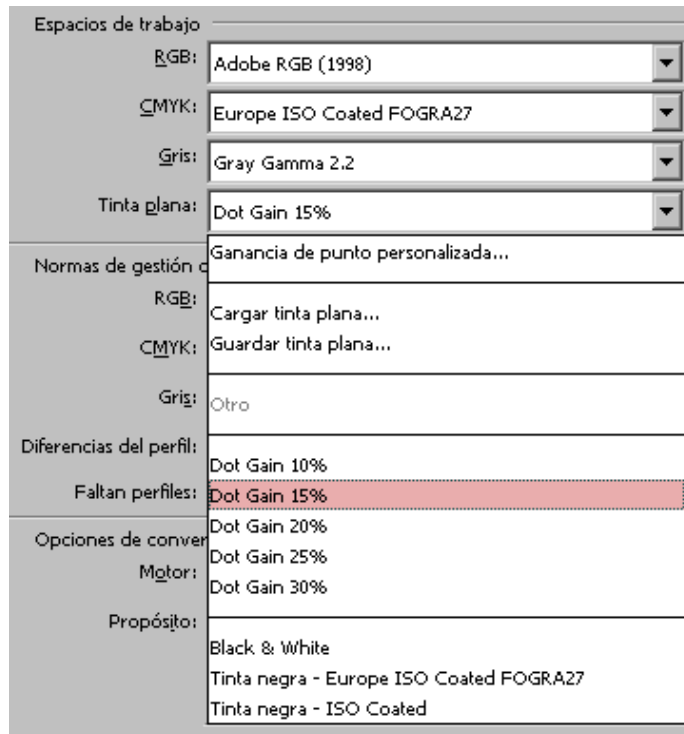 Espacios de trabajo
RGB: Adobe RGB (1998)
CMYK: Europe ISO Coated FOGRA27
Gris: Gray Gamma 2.2
Tinta plana: Dot Gain 15%
Ganancia de punto personalizada...
Normas de gestión
RGB:
Cargar tinta plana...
CMYK: Guardar tinta plana...
Gris: Otro
Diferencias del perfil:
Dot Gain 10%
Faltan perfiles: Dot Gain 15%
Dot Gain 20%
Opciones de conver
Dot Gain 25%
Motor:
Dot Gain 30%
Propósito:
Black & White
Tinta negra - Europe ISO Coated FOGRA27
Tinta negra - ISO Coated